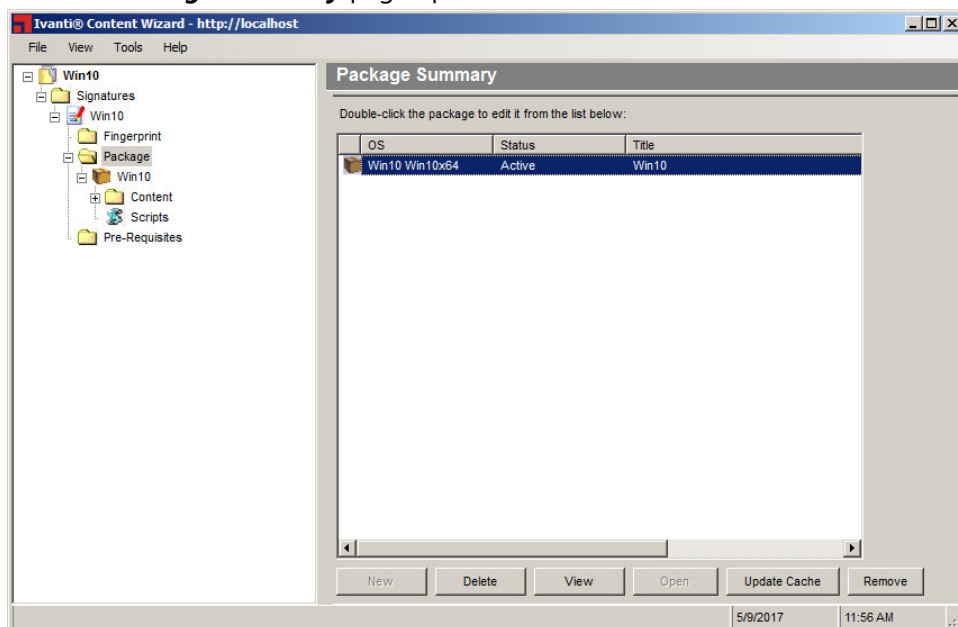 Ivanti® Content Wizard - http://localhost
File View Tools Help
Win10
Signatures
Win10
Fingerprint
Package
Win10
Content
Scripts
Pre-Requisites
Package Summary
Double-click the package to edit it from the list below:
OS Status Title
Win10 Win10x64 Active Win10
New Delete View Open Update Cache Remove
5/9/2017 11:56 AM